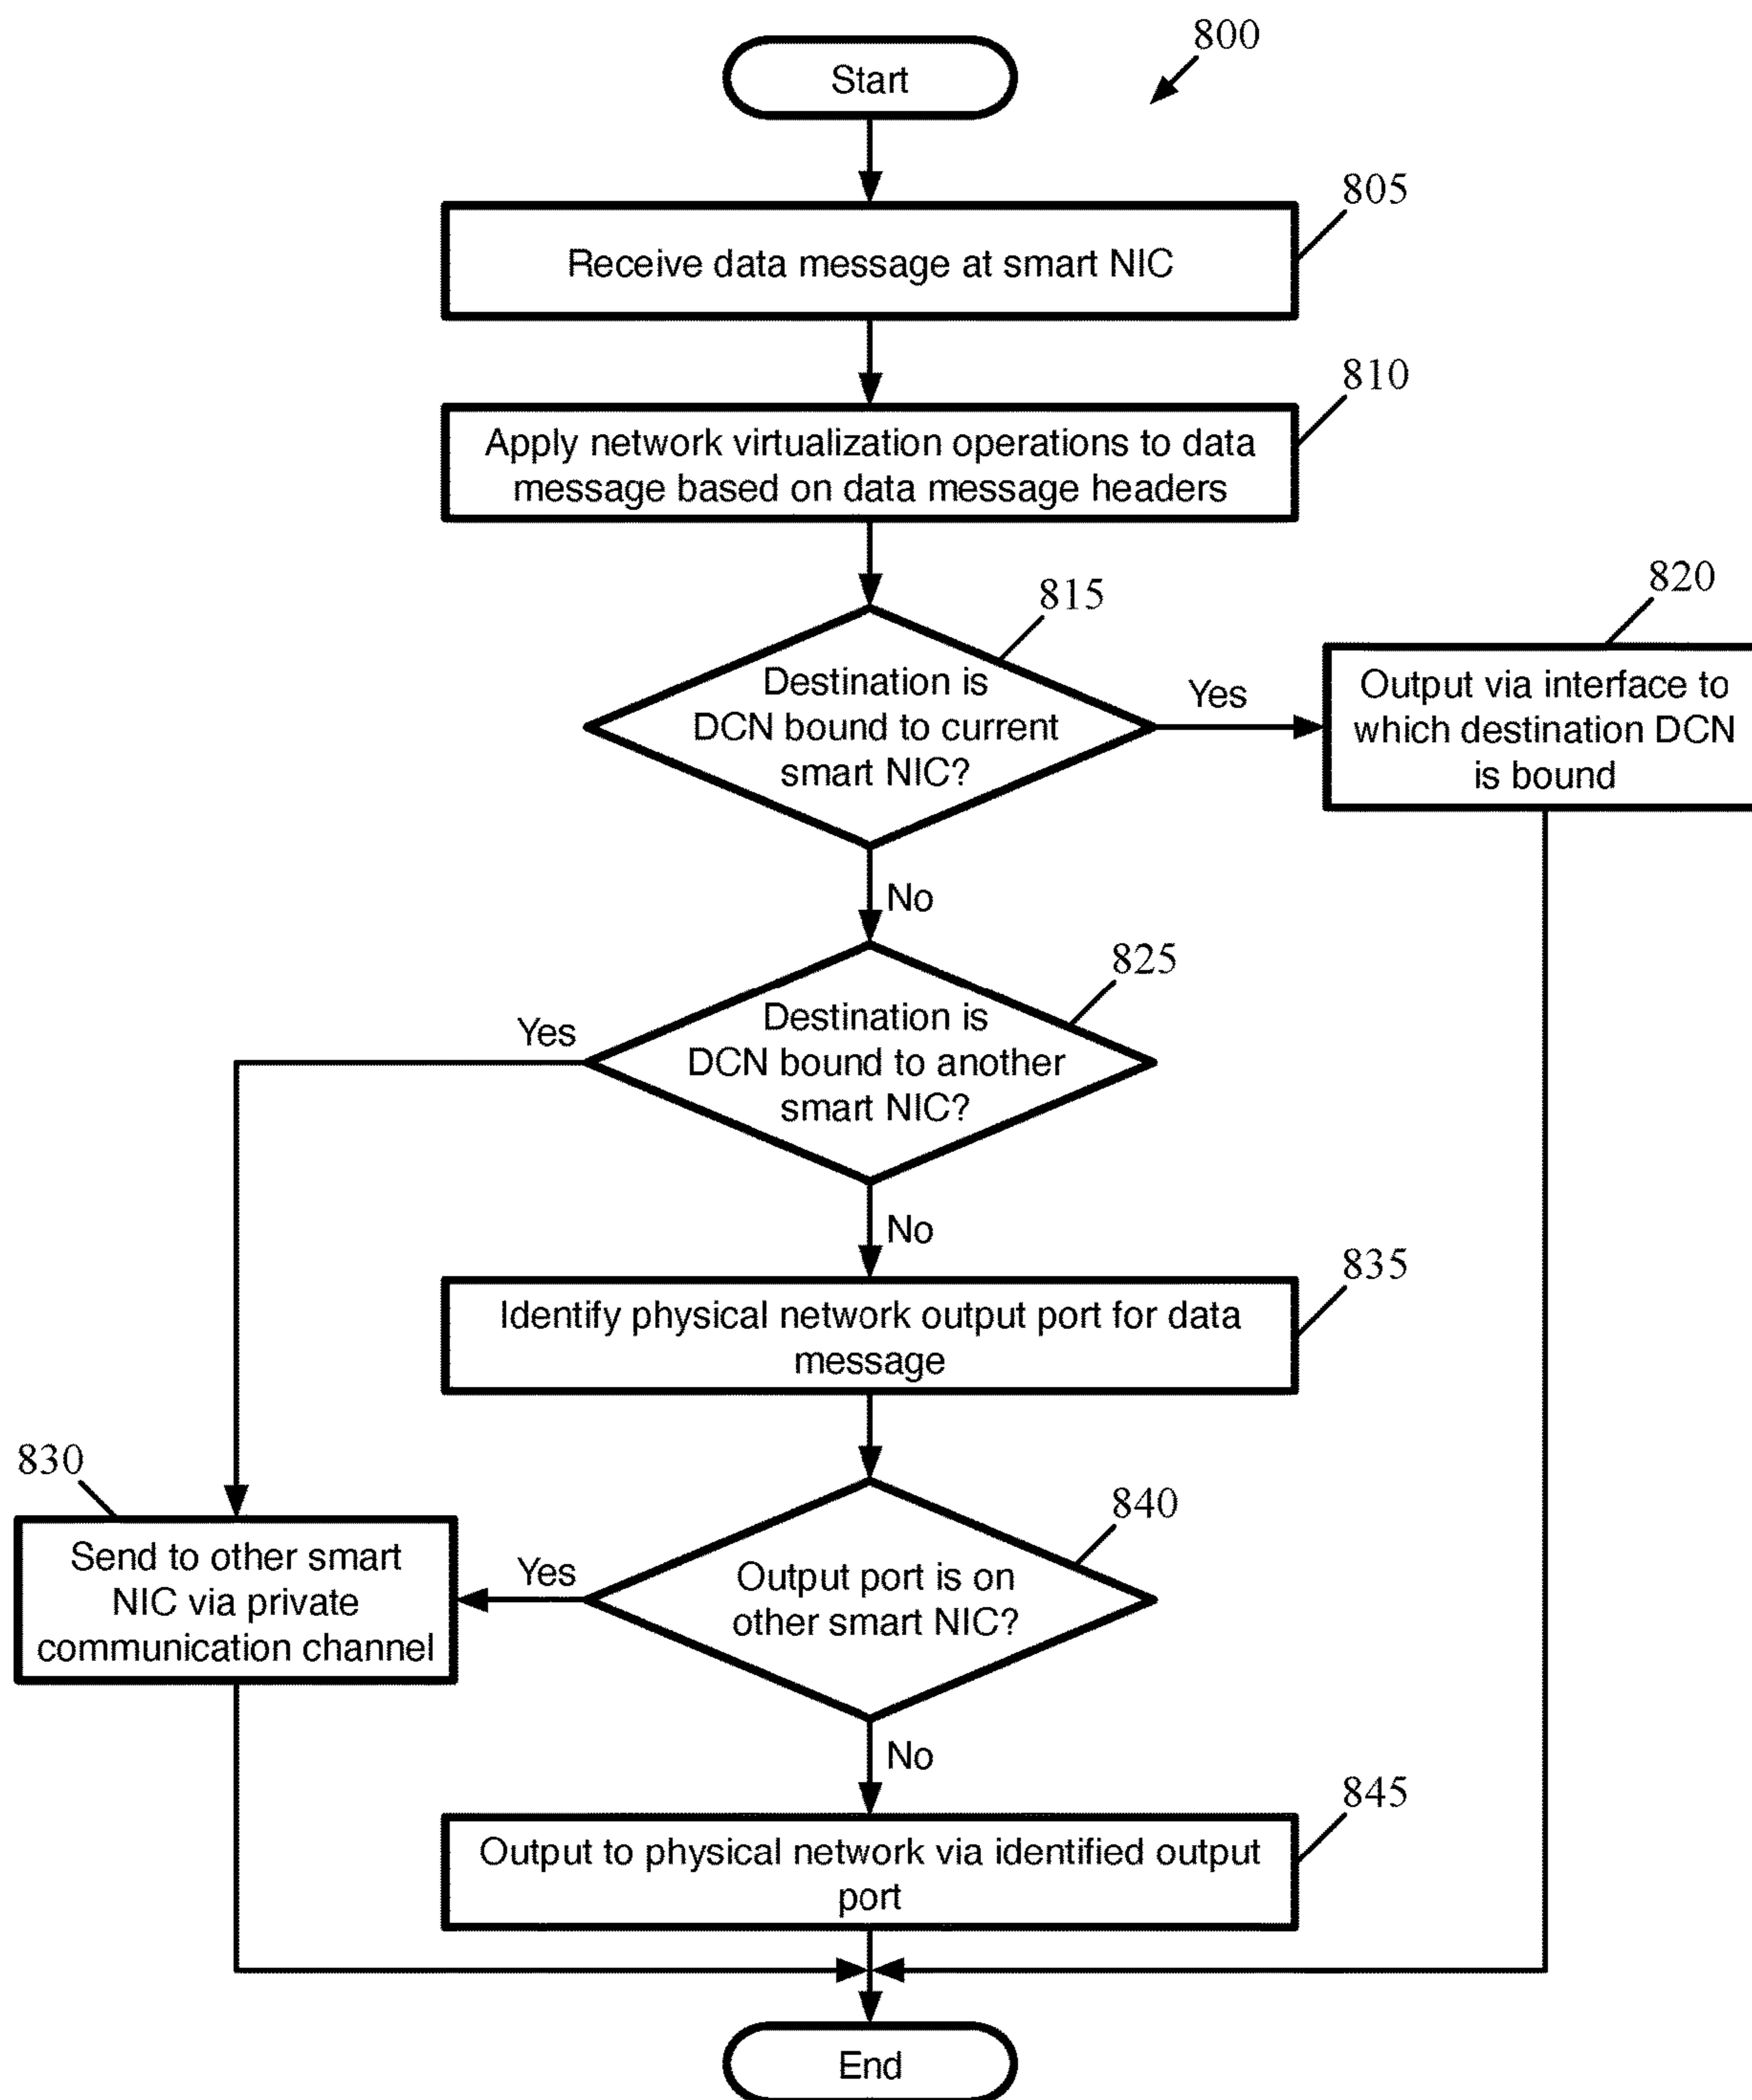 800
Start
805
Receive data message at smart NIC
810
Apply network virtualization operations to data
message based on data message headers
815
820
Destination is
DCN bound to current
smart NIC?
Yes
Output via interface to
which destination DCN
is bound
No
825
Destination is
DCN bound to another
smart NIC?
Yes
No
835
Identify physical network output port for data
message
830
Send to other smart
NIC via private
communication channel
Yes
840
Output port is on
other smart NIC?
No
845
Output to physical network via identified output
port
End